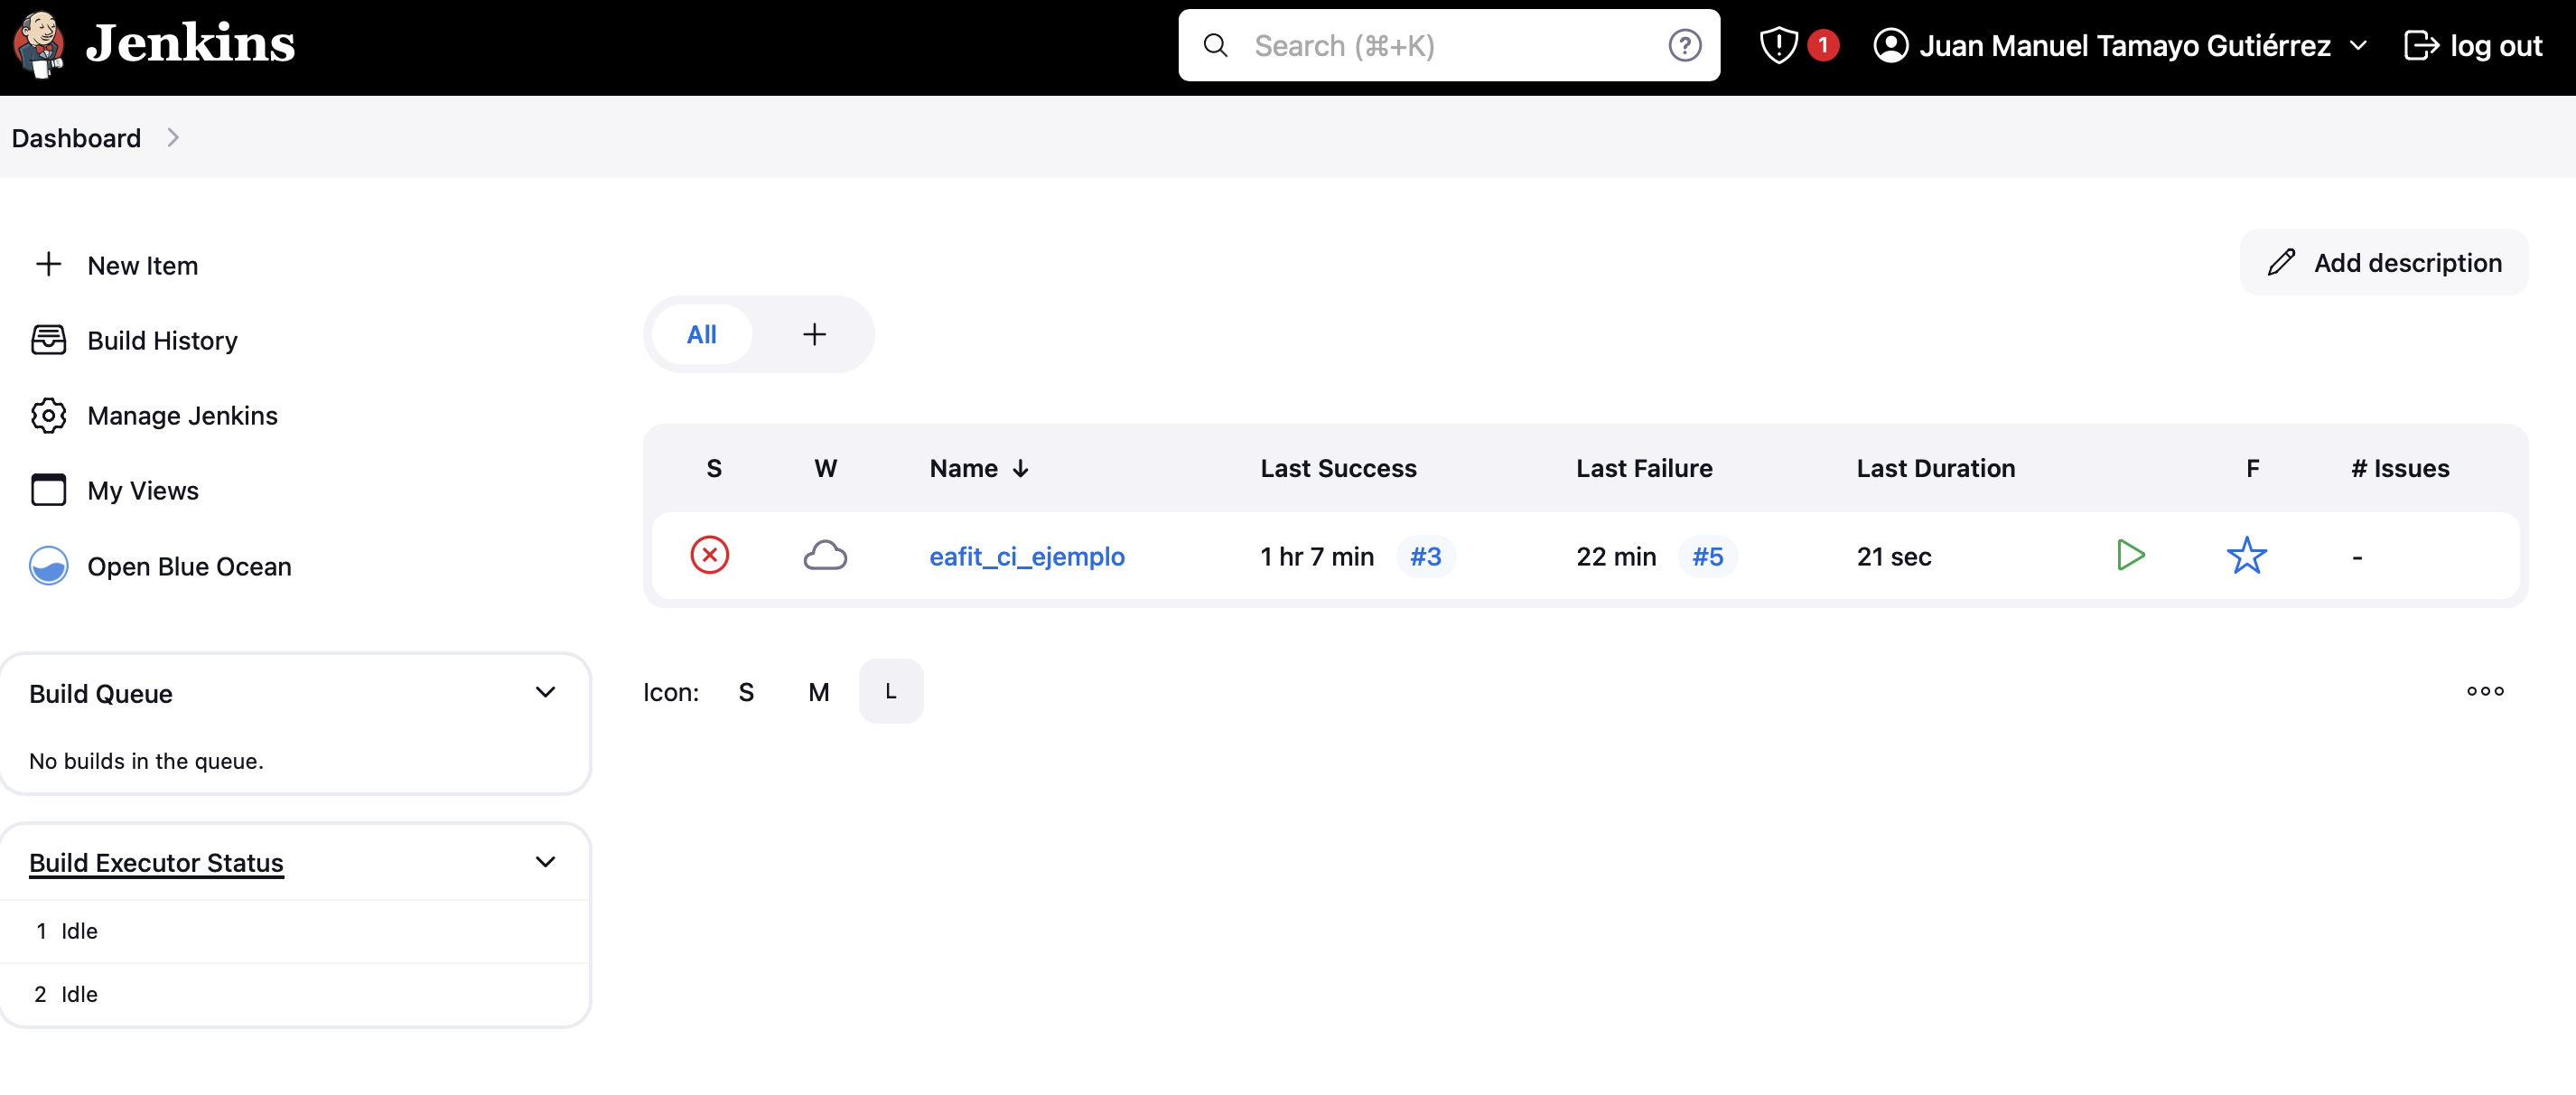 Jenkins
Search (⌘+K)
?
1
Juan Manuel Tamayo Gutiérrez
log out
Dashboard
New Item
Build History
Manage Jenkins
My Views
Open Blue Ocean
Build Queue
No builds in the queue.
Build Executor Status
1 Idle
2 Idle
Add description
All +
S W Name ↓ Last Success Last Failure Last Duration F # Issues
eafit_ci_ejemplo 1 hr 7 min #3 22 min #5 21 sec -
Icon: S M L